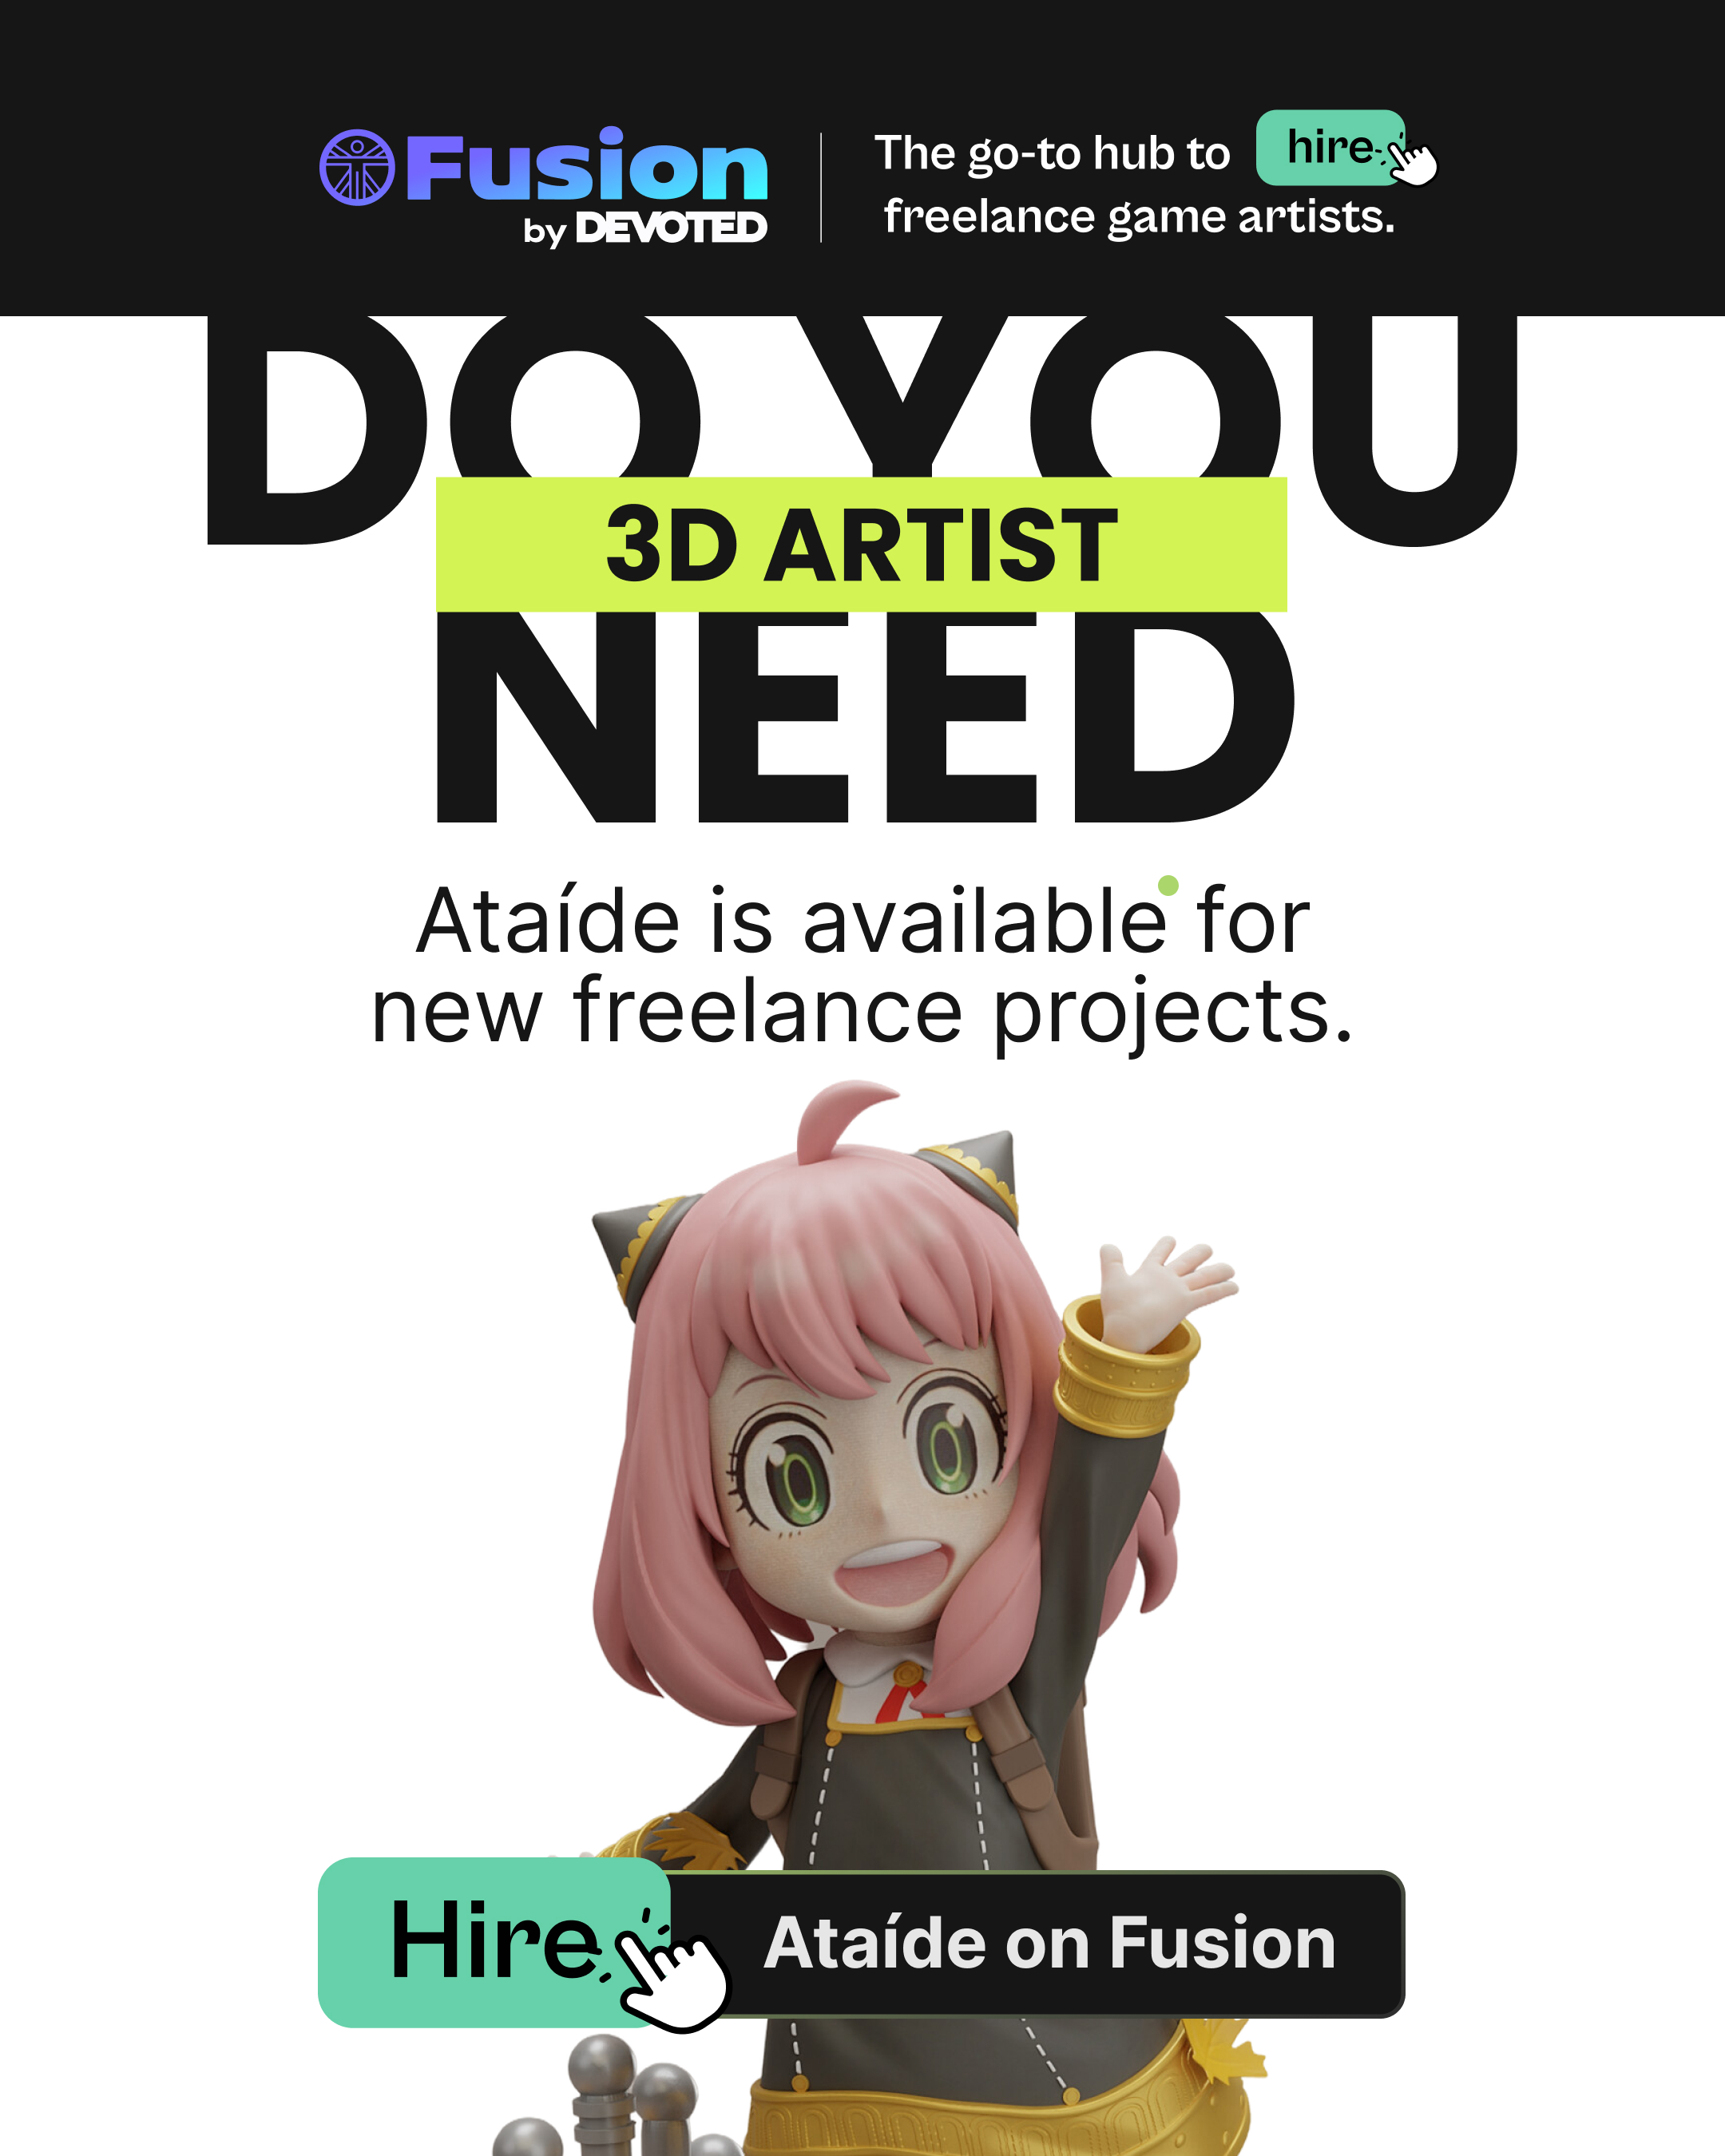 Fusion
by DEVOTED
The go-to hub to hire
freelance game artists.
DO YOU
3D ARTIST
NEED
Ataíde is available for
new freelance projects.
Hire
Ataíde on Fusion